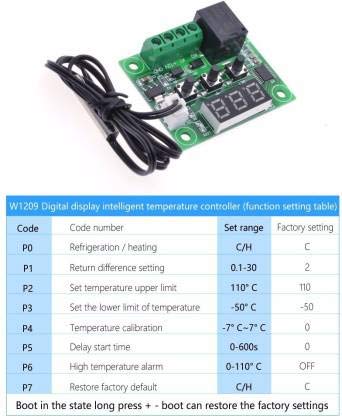 888
W1209 Digital display intelligent temperature controller (function setting table)
Code Code number Set range Factory setting
P0 Refrigeration / heating C/H C
P1 Return difference setting 0.1-30 2
P2 Set temperature upper limit 110° C 110
P3 Set the lower limit of temperature -50° C -50
P4 Temperature calibration -7° C~7° C 0
P5 Delay start time 0-600s 0
P6 High temperature alarm 0-110° C OFF
P7 Restore factory default C/H C
Boot in the state long press + - boot can restore the factory settings